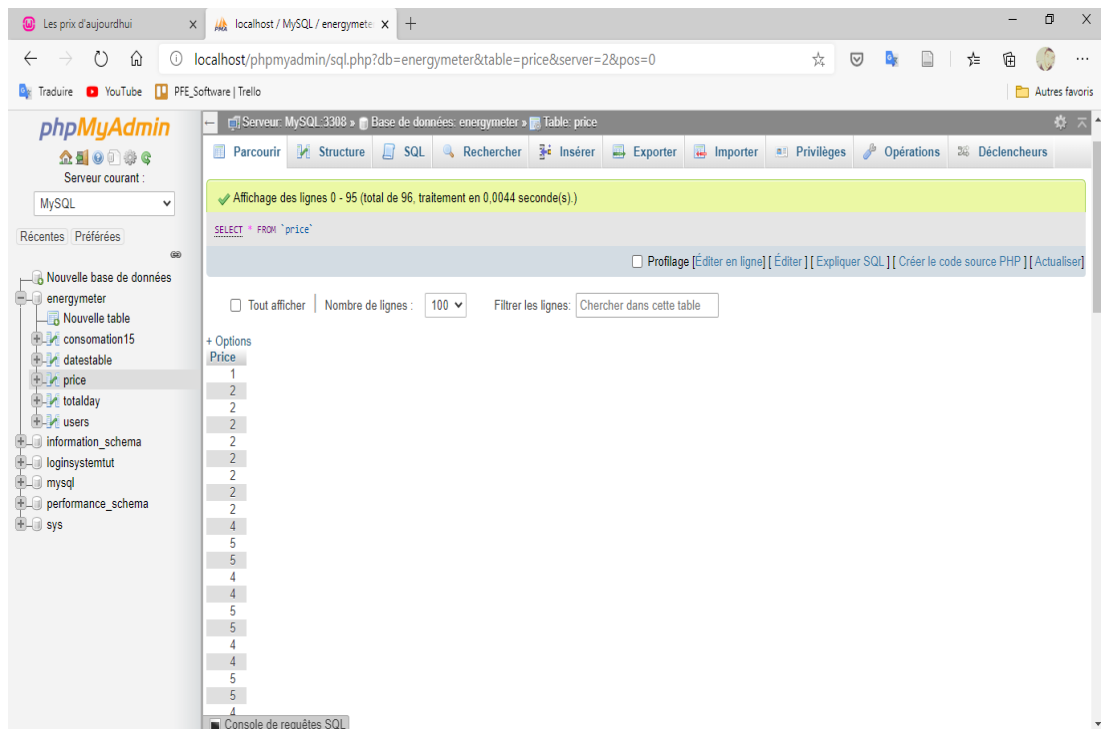 Les prix d'aujourdhui
localhost / MySQL / energymete
localhost/phpmyadmin/sql.php?db=energymeter&table=price&server=2&pos=0
Traduire YouTube PFE_Software | Trello Autres favoris
phpMyAdmin
Serveur courant :
MySQL
Récentes Préférées
Nouvelle base de données
energymeter
Nouvelle table
consomation15
datestable
price
totalday
users
information_schema
loginsystemtut
mysql
performance_schema
sys
Serveur: MySQL:3308 » Base de données: energymeter » Table: price
Parcourir Structure SQL Rechercher Insérer Exporter Importer Privilèges Opérations Déclencheurs
Affichage des lignes 0 - 95 (total de 96, traitement en 0,0044 seconde(s).)
SELECT * FROM `price`
Profilage [Éditer en ligne] [ Éditer ] [ Expliquer SQL ] [ Créer le code source PHP ] [ Actualiser]
Tout afficher Nombre de lignes : 100 Filtrer les lignes: Chercher dans cette table
+ Options
Price
1
2
2
2
2
2
2
2
2
4
5
5
4
4
5
5
4
4
5
5
4
Console de requêtes SQL